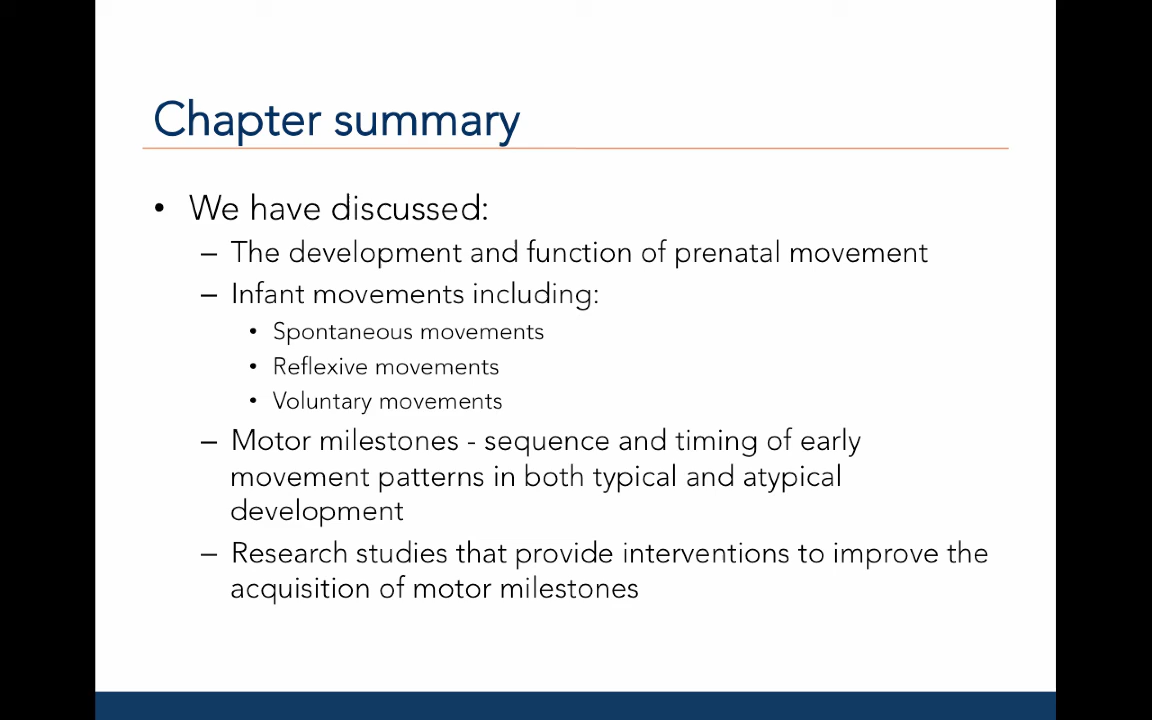 Chapter summary
• We have discussed:
– The development and function of prenatal movement
– Infant movements including:
• Spontaneous movements
• Reflexive movements
• Voluntary movements
– Motor milestones - sequence and timing of early
movement patterns in both typical and atypical
development
– Research studies that provide interventions to improve the
acquisition of motor milestones